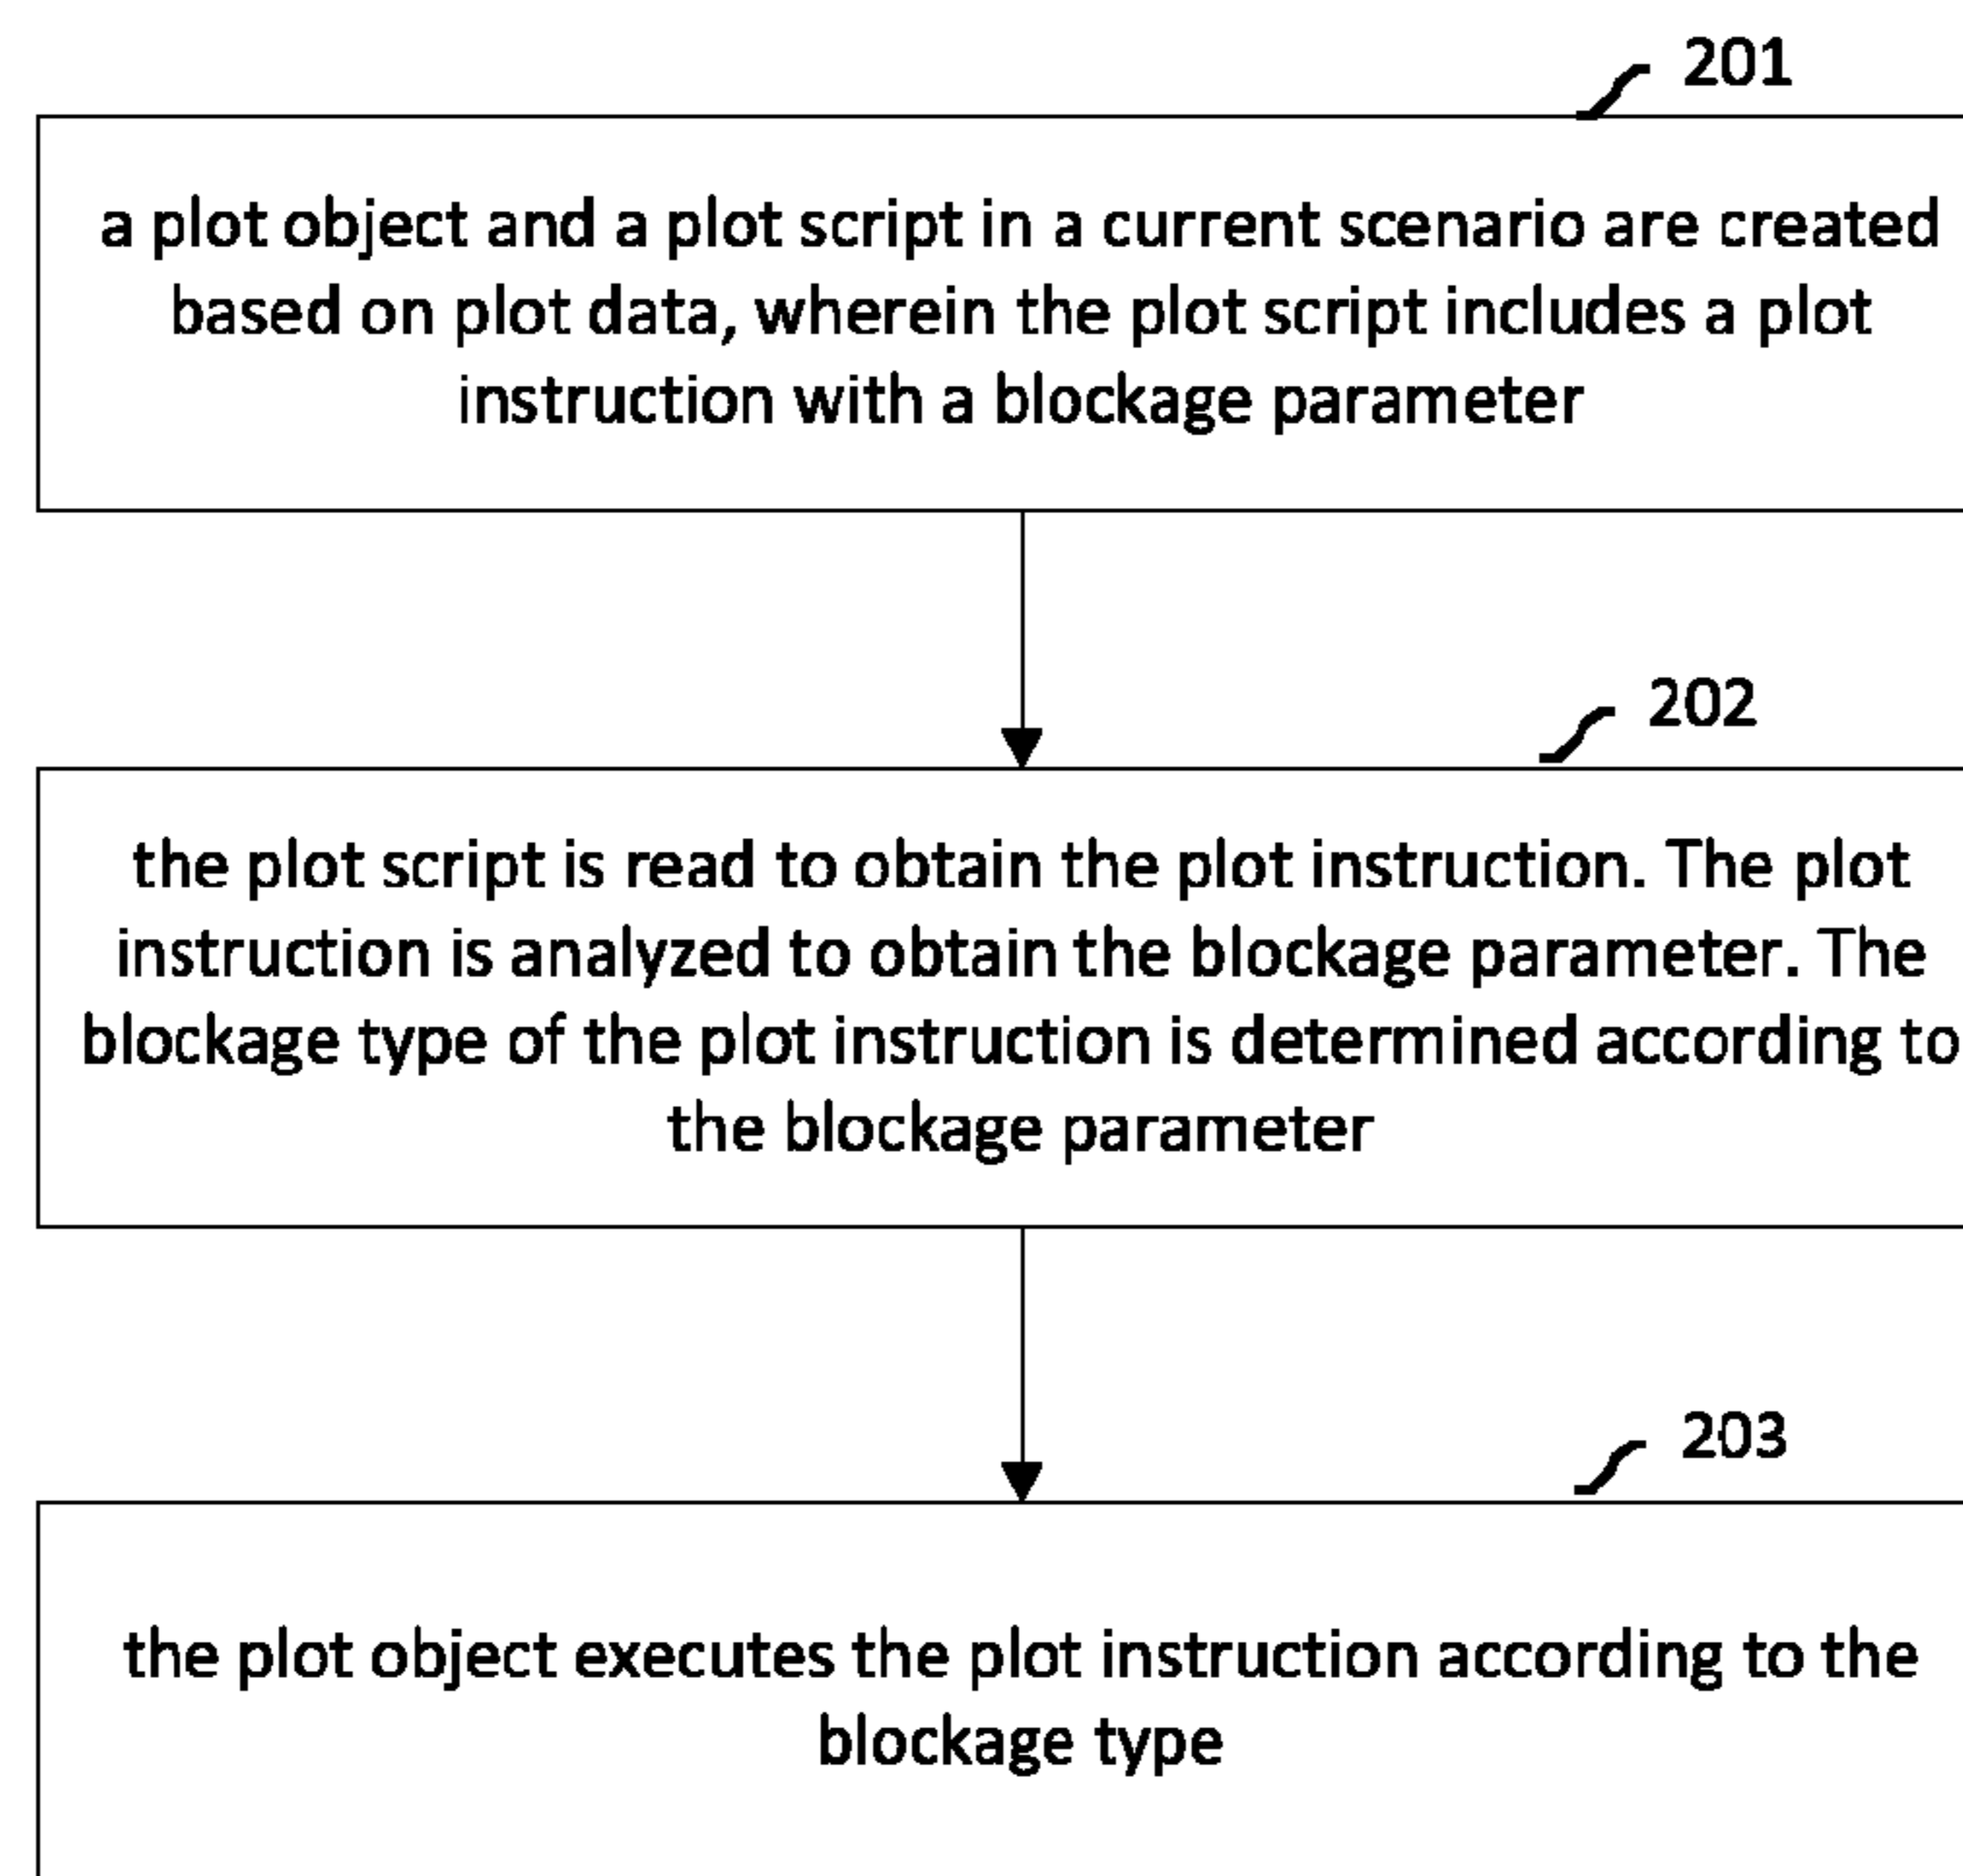 201
a plot object and a plot script in a current scenario are created
based on plot data, wherein the plot script includes a plot
instruction with a blockage parameter
202
the plot script is read to obtain the plot instruction. The plot
instruction is analyzed to obtain the blockage parameter. The
blockage type of the plot instruction is determined according to
the blockage parameter
203
the plot object executes the plot instruction according to the
blockage type